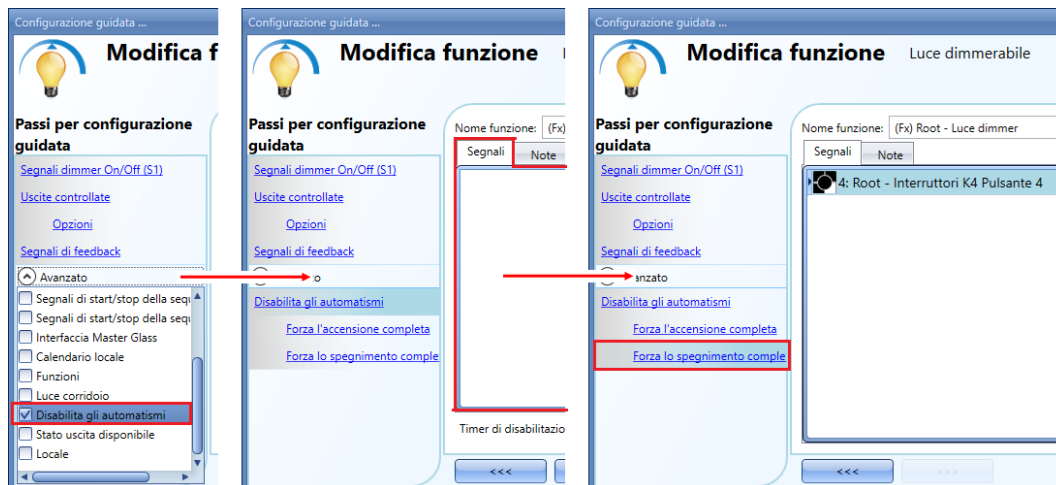 Configurazione guidata ...
Modifica f
Passi per configurazione
guidata
Segnali dimmer On/Off (S1)
Uscite controllate
Opzioni
Segnali di feedback
Avanzato
Segnali di start/stop della sequ
Segnali di start/stop della sequ
Interfaccia Master Glass
Calendario locale
Funzioni
Luce corridoio
Disabilita gli automatismi
Stato uscita disponibile
Locale
Configurazione guidata ...
Modifica funzione
Passi per configurazione
guidata
Segnali dimmer On/Off (S1)
Uscite controllate
Opzioni
Segnali di feedback
o
Disabilita gli automatismi
Forza l'accensione completa
Forza lo spegnimento comple
Nome funzione: (Fx)
Segnali Note
Timer di disabilitazio
<<<
Configurazione guidata ...
Modifica funzione Luce dimmerabile
Passi per configurazione
guidata
Segnali dimmer On/Off (S1)
Uscite controllate
Opzioni
Segnali di feedback
anzato
Disabilita gli automatismi
Forza l'accensione completa
Forza lo spegnimento comple
Nome funzione: (Fx) Root - Luce dimmer
Segnali Note
4: Root - Interruttori K4 Pulsante 4
<<< >>>